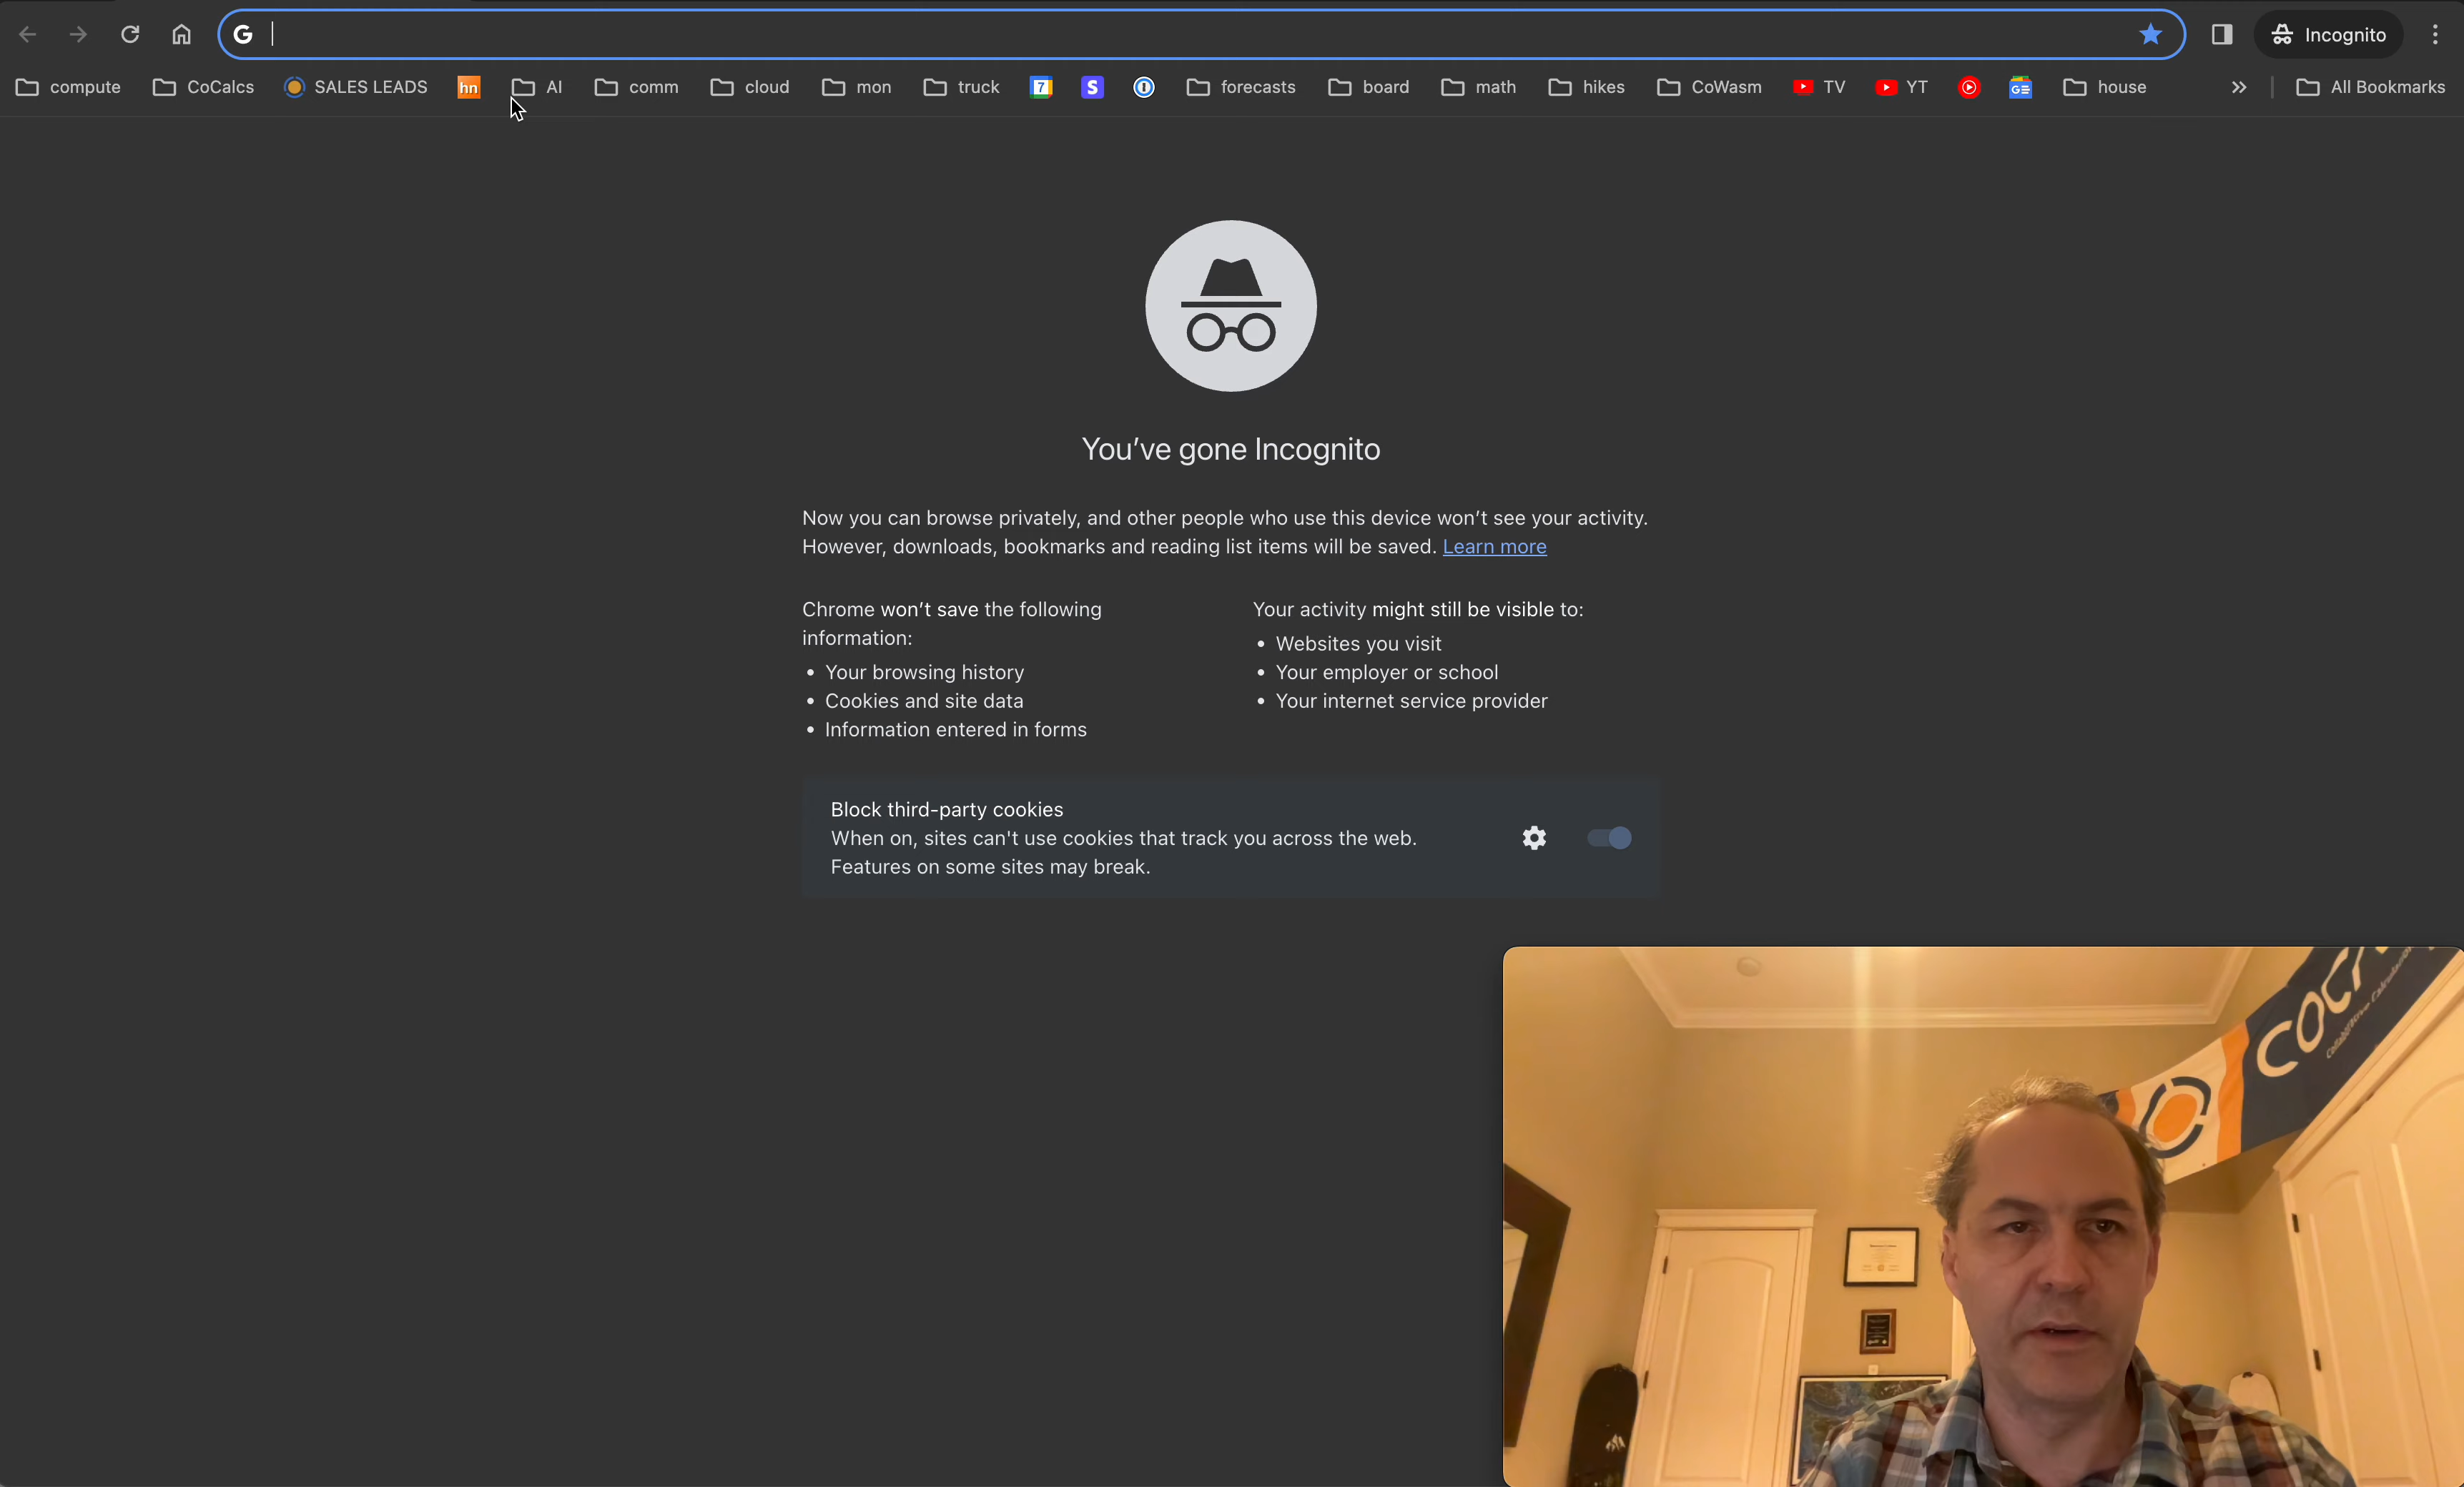 Incognito
compute CoCalcs SALES LEADS hn AI comm cloud mon truck 7 S forecasts board math hikes CoWasm TV YT GE house » All Bookmarks
You've gone Incognito
Now you can browse privately, and other people who use this device won't see your activity.
However, downloads, bookmarks and reading list items will be saved. Learn more
Chrome won't save the following
information:
• Your browsing history
• Cookies and site data
• Information entered in forms
Your activity might still be visible to:
• Websites you visit
• Your employer or school
• Your internet service provider
Block third-party cookies
When on, sites can't use cookies that track you across the web.
Features on some sites may break.